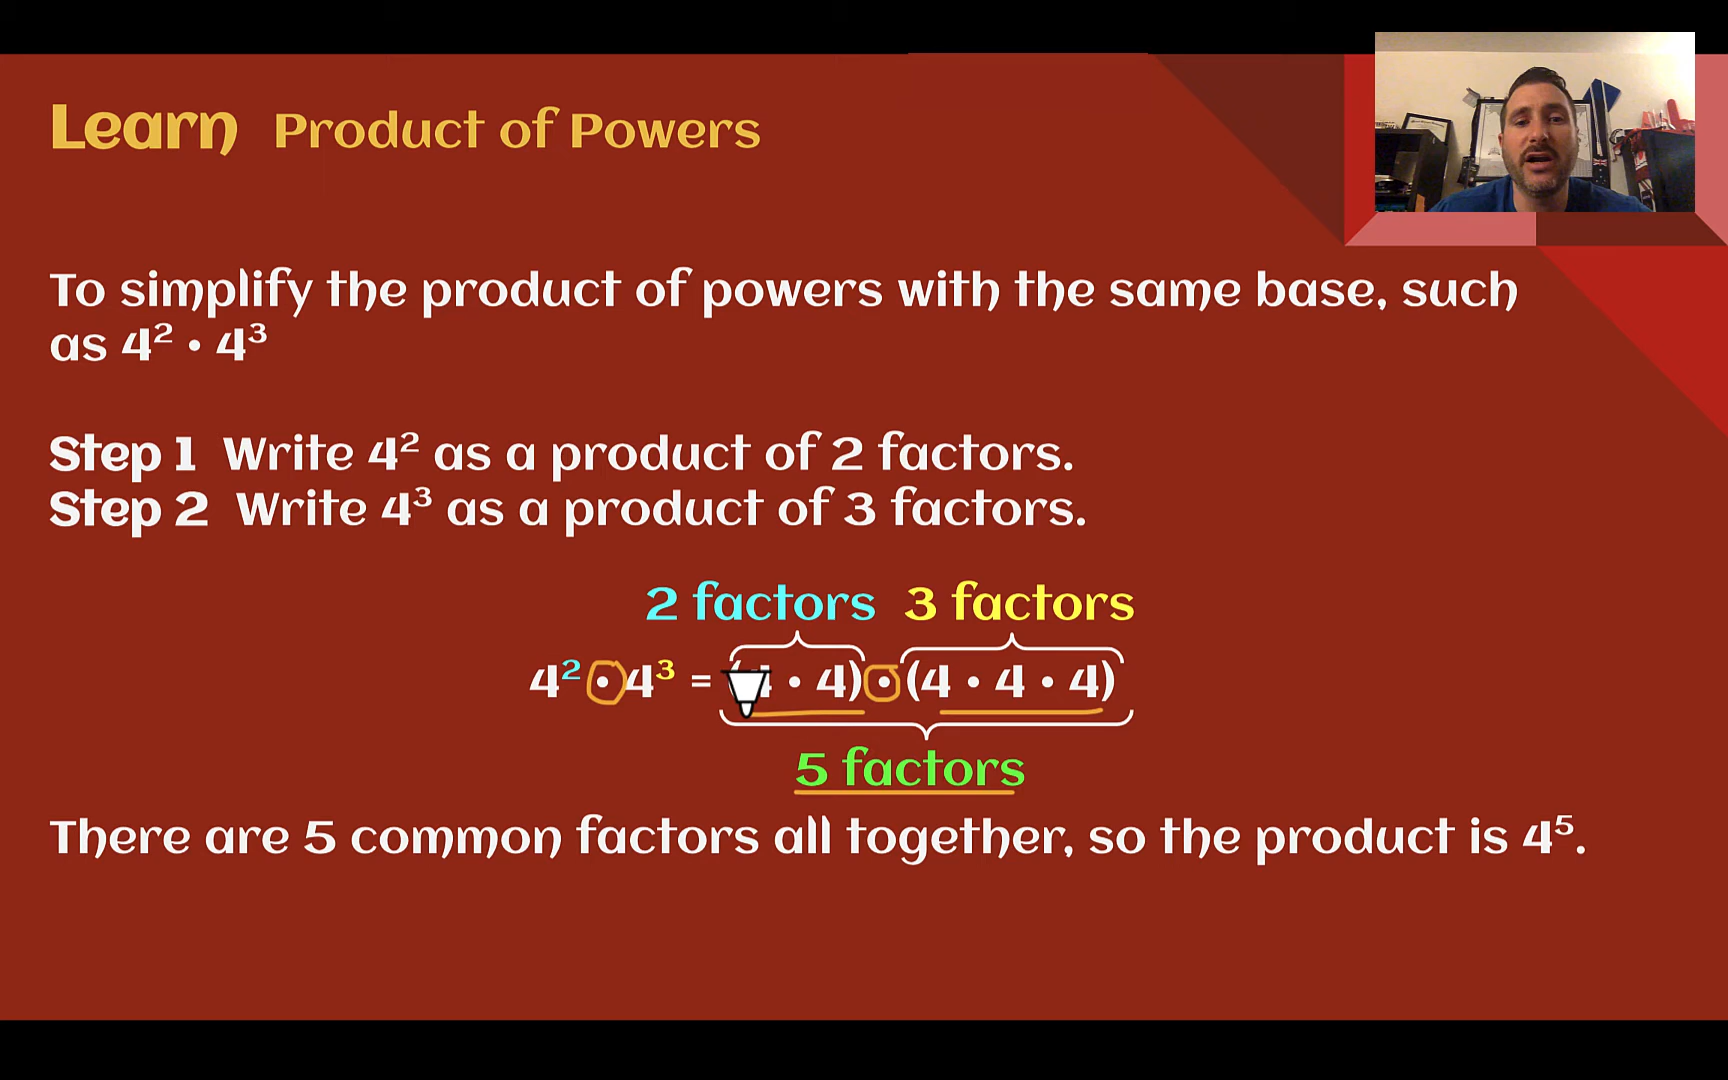 Learn Product of Powers
To simplify the product of powers with the same base, such
as 4² • 4³
Step 1 Write 4² as a product of 2 factors.
Step 2 Write 4³ as a product of 3 factors.
2 factors 3 factors
4² • 4³ = (4 • 4) • (4 • 4 • 4)
5 factors
There are 5 common factors all together, so the product is 4⁵.